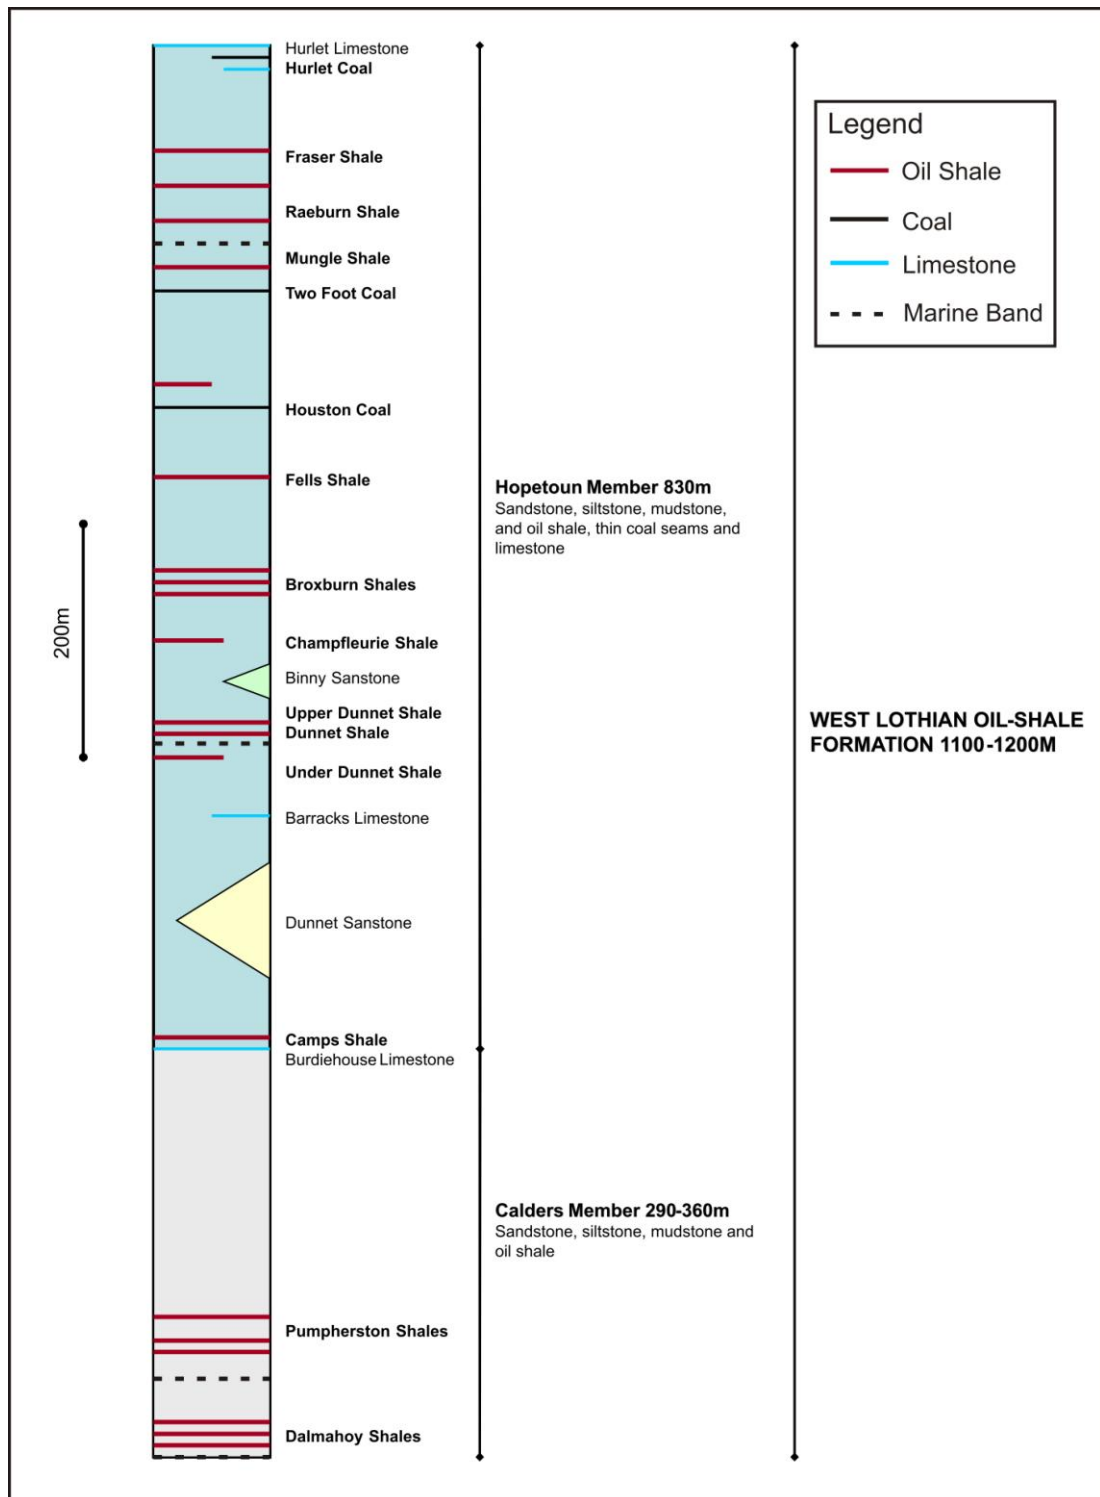 Hurlet Limestone
Hurlet Coal
Fraser Shale
Raeburn Shale
Mungle Shale
Two Foot Coal
Houston Coal
Fells Shale
Broxburn Shales
Champfleurie Shale
Binny Sanstone
Upper Dunnet Shale
Dunnet Shale
Under Dunnet Shale
Barracks Limestone
Dunnet Sanstone
Camps Shale
Burdiehouse Limestone
Pumpherston Shales
Dalmahoy Shales
200m
Hopetoun Member 830m
Sandstone, siltstone, mudstone,
and oil shale, thin coal seams and
limestone
Calders Member 290-360m
Sandstone, siltstone, mudstone and
oil shale
WEST LOTHIAN OIL-SHALE
FORMATION 1100-1200M
Legend
Oil Shale
Coal
Limestone
Marine Band